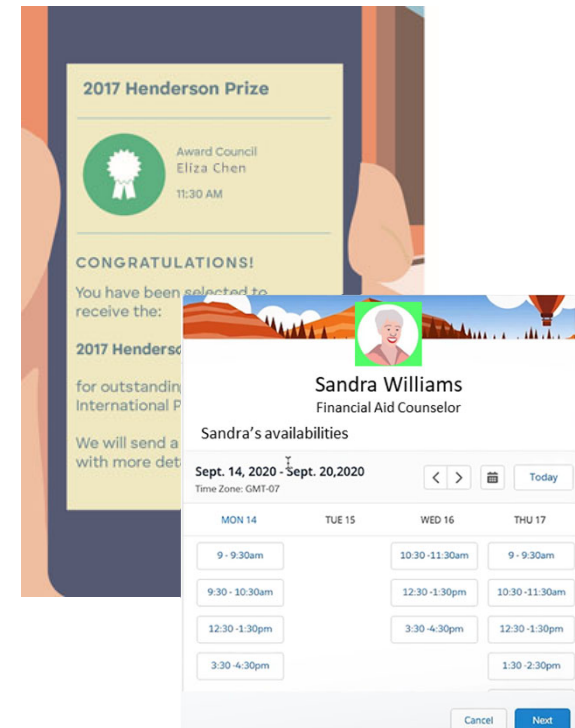 2017 Henderson Prize
Award Council
Eliza Chen
11:30 AM
CONGRATULATIONS!
You have been selected to
receive the:
2017
for outstanding
International
We will send a
with more
Sandra Williams
Financial Aid Counselor
Sandra's availabilities
Sept. 14, 2020 - Sept. 20,2020
Time Zone: GMT-07
Today
MON 14 TUE 15 WED 16 THU 17
9 - 9:30am 10:30 -11:30am 9 - 9:30am
9:30 - 10:30am 12:30 -1:30pm 10:30 -11:30am
12:30 -1:30pm 3:30 -4:30pm 12:30 -1:30pm
3:30 -4:30pm 1:30 -2:30pm
Cancel Next